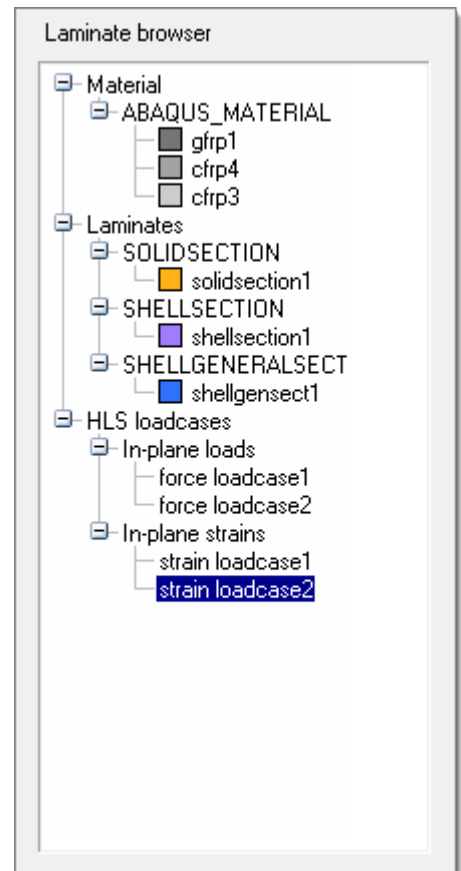 Laminate browser
Material
ABAQUS_MATERIAL
gfrp1
cfrp4
cfrp3
Laminates
SOLIDSECTION
solidsection1
SHELLSECTION
shellsection1
SHELLGENERALSECT
shellgensect1
HLS loadcases
In-plane loads
force loadcase1
force loadcase2
In-plane strains
strain loadcase1
strain loadcase2